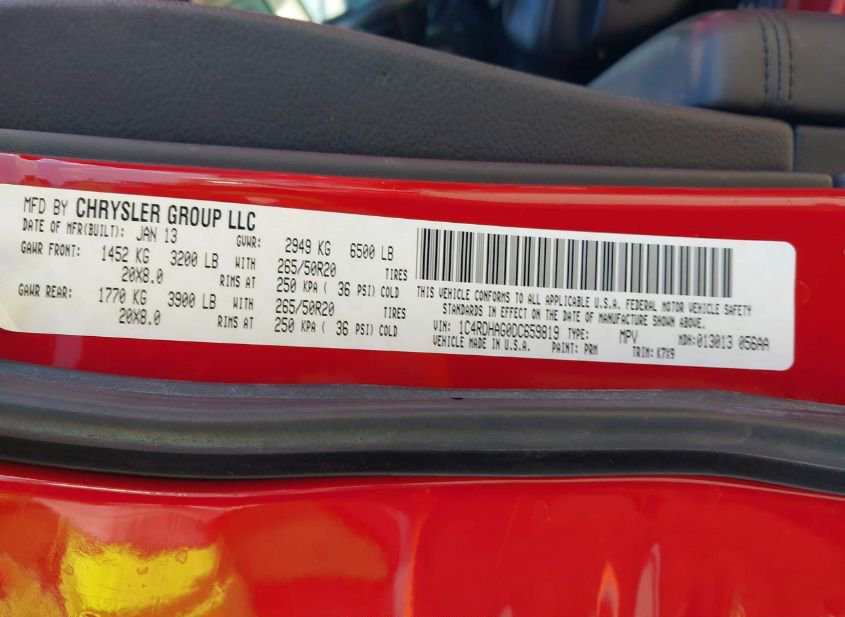 MFD BY CHRYSLER GROUP LLC
DATE OF MFR(BUILT): JAN 13 GVWR: 2949 KG 6500 LB
GAWR FRONT: 1452 KG 3200 LB WITH 265/50R20 TIRES
20X8.0 RIMS AT 250 KPA ( 36 PSI) COLD
GAWR REAR: 1770 KG 3900 LB WITH 265/50R20 TIRES
20X8.0 RIMS AT 250 KPA ( 36 PSI) COLD
THIS VEHICLE CONFORMS TO ALL APPLICABLE U.S.A. FEDERAL MOTOR VEHICLE SAFETY
STANDARDS IN EFFECT ON THE DATE OF MANUFACTURE SHOWN ABOVE.
VIN: 1C4RDHAG0DC659819 TYPE: MPV MDH: 013013 056AA
VEHICLE MADE IN U.S.A. PAINT: PRM TRIM: K7X9